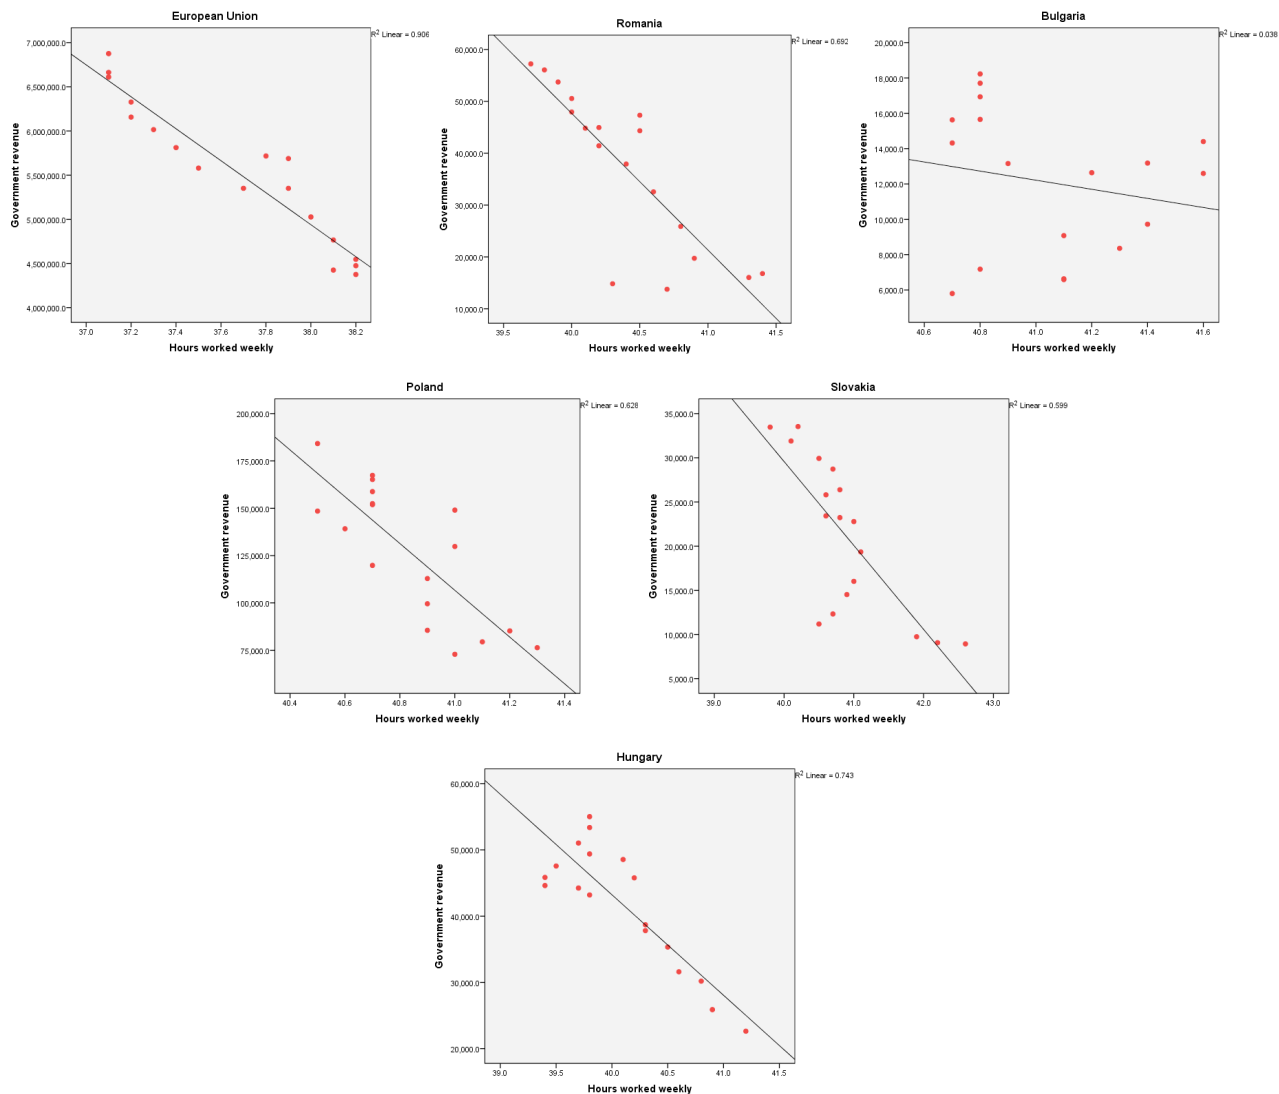 European Union
R2 Linear = 0.906
Government revenue
7,000,000.0
6,500,000.0
6,000,000.0
5,500,000.0
5,000,000.0
4,500,000.0
4,000,000.0
37.0 37.2 37.4 37.6 37.8 38.0 38.2
Hours worked weekly
Romania
R2 Linear = 0.692
Government revenue
60,000.0
50,000.0
40,000.0
30,000.0
20,000.0
10,000.0
39.5 40.0 40.5 41.0 41.5
Hours worked weekly
Bulgaria
R2 Linear = 0.038
Government revenue
20,000.0
18,000.0
16,000.0
14,000.0
12,000.0
10,000.0
8,000.0
6,000.0
40.6 40.8 41.0 41.2 41.4 41.6
Hours worked weekly
Poland
R2 Linear = 0.628
Government revenue
200,000.0
175,000.0
150,000.0
125,000.0
100,000.0
75,000.0
40.4 40.6 40.8 41.0 41.2 41.4
Hours worked weekly
Slovakia
R2 Linear = 0.599
Government revenue
35,000.0
30,000.0
25,000.0
20,000.0
15,000.0
10,000.0
5,000.0
39.0 40.0 41.0 42.0 43.0
Hours worked weekly
Hungary
R2 Linear = 0.743
Government revenue
60,000.0
50,000.0
40,000.0
30,000.0
20,000.0
39.0 39.5 40.0 40.5 41.0 41.5
Hours worked weekly